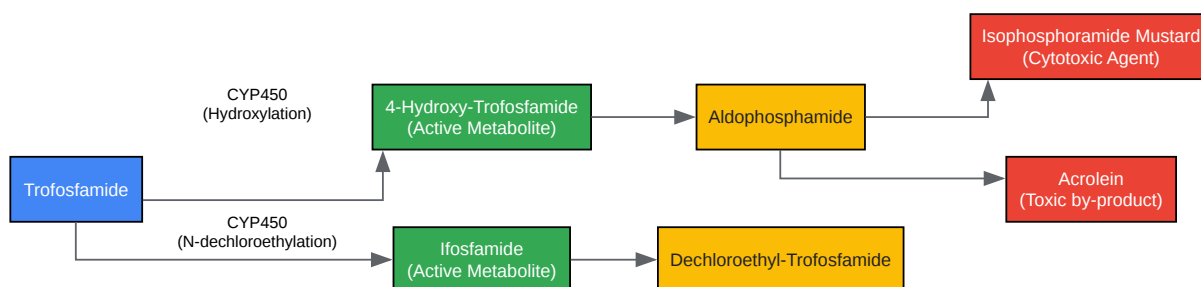 Isophosphoramide Mustard
(Cytotoxic Agent)
CYP450
(Hydroxylation)
4-Hydroxy-Trofosfamide
(Active Metabolite)
Aldophosphamide
Trofosfamide
Acrolein
(Toxic by-product)
CYP450
(N-dechloroethylation)
Ifosfamide
(Active Metabolite)
Dechloroethyl-Trofosfamide